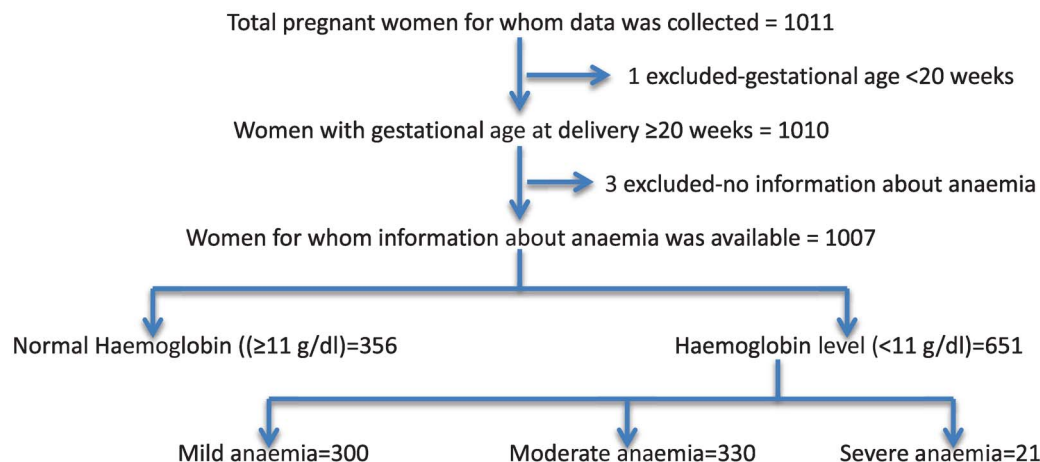 Total pregnant women for whom data was collected = 1011
1 excluded-gestational age <20 weeks
Women with gestational age at delivery ≥20 weeks = 1010
3 excluded-no information about anaemia
Women for whom information about anaemia was available = 1007
Normal Haemoglobin ((≥11 g/dl)=356
Haemoglobin level (<11 g/dl)=651
Mild anaemia=300
Moderate anaemia=330
Severe anaemia=21